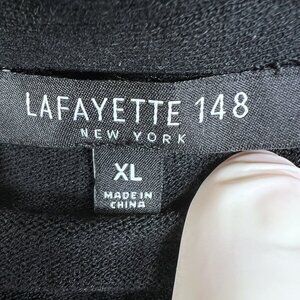 LAFAYETTE 148
NEW YORK
XL
MADE IN
CHINA